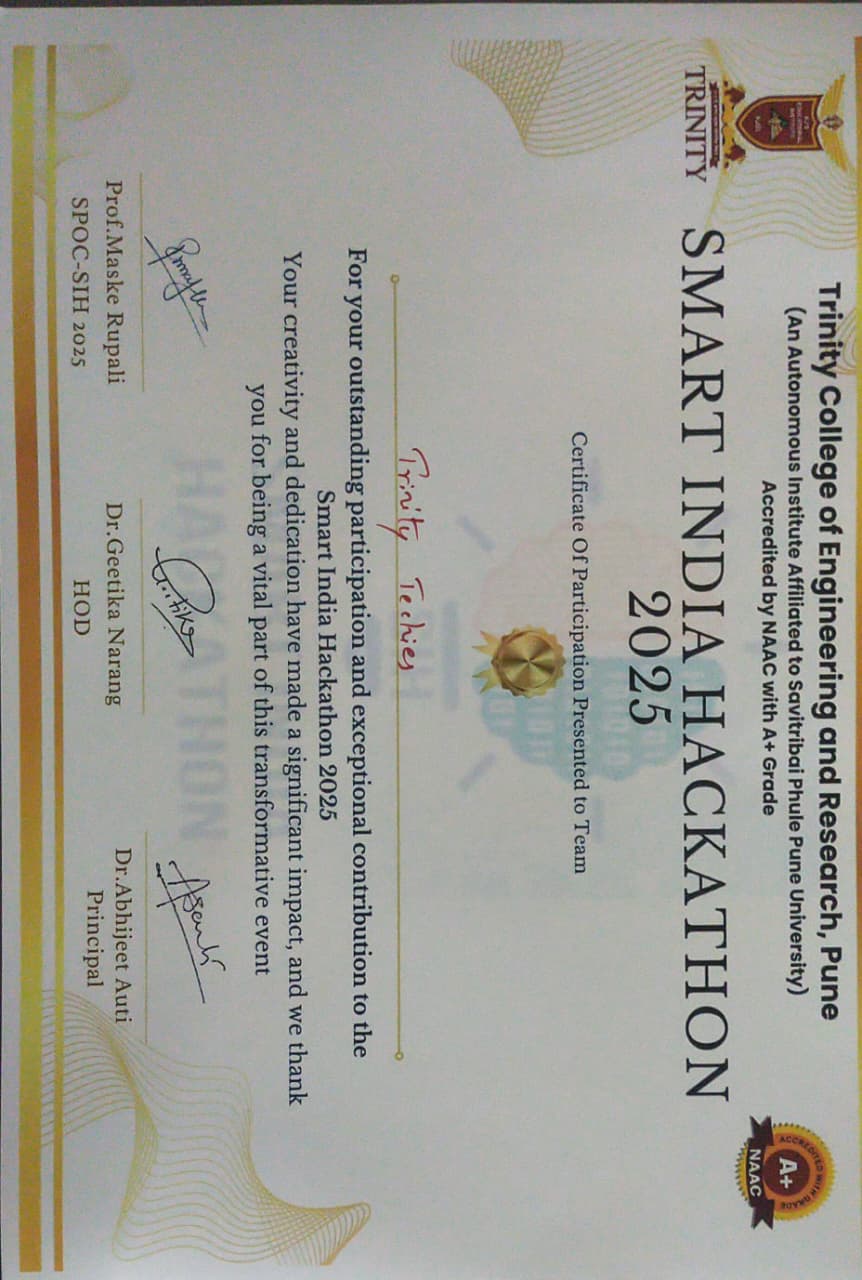 Trinity College of Engineering and Research, Pune
(An Autonomous Institute Affiliated to Savitribai Phule Pune University)
Accredited by NAAC with A+ Grade
TRINITY
ACCREDITED WITH GRADE
A+
NAAC
SMART INDIA HACKATHON
2025
Certificate Of Participation Presented to Team
Trinity Techies
For your outstanding participation and exceptional contribution to the
Smart India Hackathon 2025
Your creativity and dedication have made a significant impact, and we thank
you for being a vital part of this transformative event
SIH
SMART INDIA
HACKATHON
Prof.Maske Rupali
SPOC-SIH 2025
Dr.Geetika Narang
HOD
Dr.Abhijeet Auti
Principal